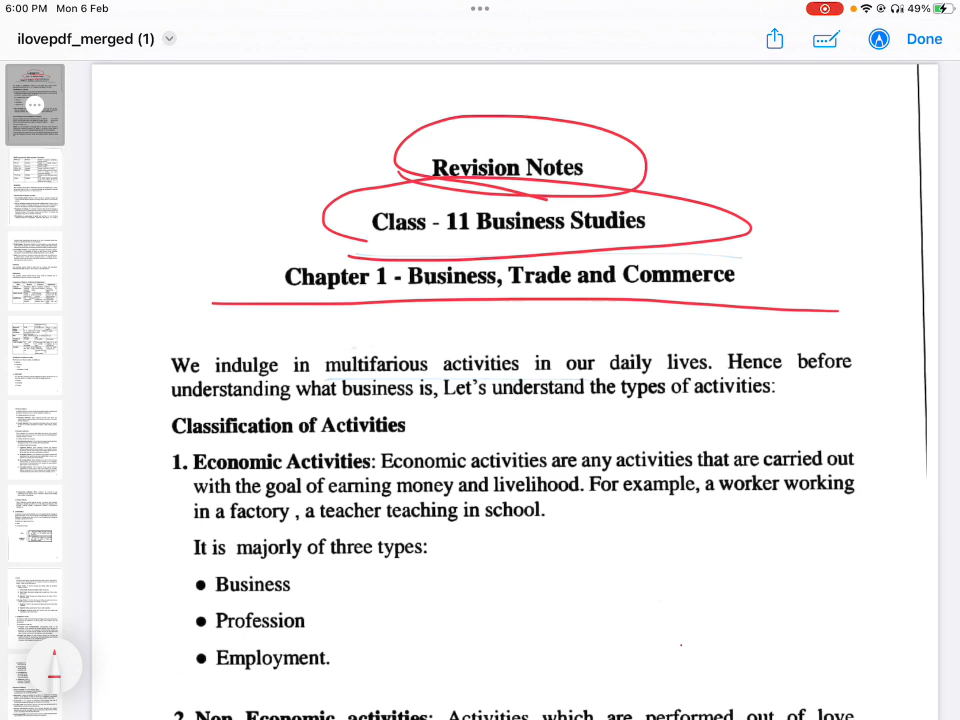 6:00 PM Mon 6 Feb
49%
ilovepdf_merged (1)
Done
Revision Notes
Class - 11 Business Studies
Chapter 1 - Business, Trade and Commerce
We indulge in multifarious activities in our daily lives. Hence before
understanding what business is, Let's understand the types of activities:
Classification of Activities
1. Economic Activities: Economic activities are any activities that are carried out
with the goal of earning money and livelihood. For example, a worker working
in a factory , a teacher teaching in school.
It is majorly of three types:
● Business
● Profession
● Employment.
2. Non Economic activities: Activities which are performed out of love